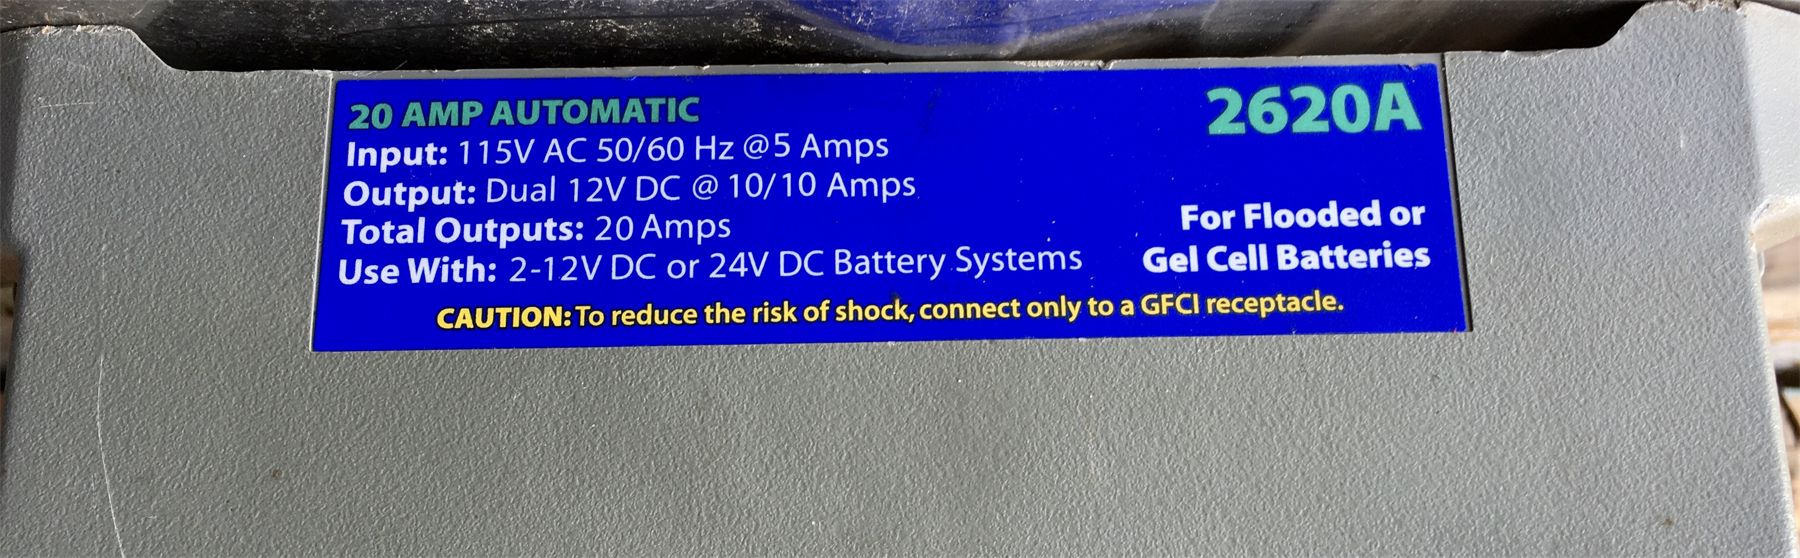 20 AMP AUTOMATIC
2620A
Input: 115V AC 50/60 Hz @5 Amps
Output: Dual 12V DC @ 10/10 Amps
Total Outputs: 20 Amps
Use With: 2-12V DC or 24V DC Battery Systems
For Flooded or
Gel Cell Batteries
CAUTION: To reduce the risk of shock, connect only to a GFCI receptacle.